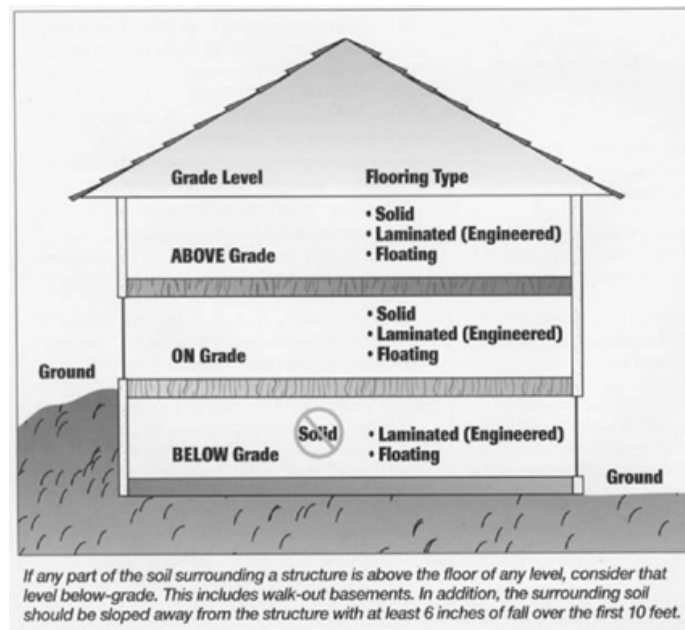 Grade Level Flooring Type
• Solid
• Laminated (Engineered)
ABOVE Grade • Floating
• Solid
• Laminated (Engineered)
ON Grade • Floating
Ground
Solid • Laminated (Engineered)
BELOW Grade • Floating
Ground
If any part of the soil surrounding a structure is above the floor of any level, consider that
level below-grade. This includes walk-out basements. In addition, the surrounding soil
should be sloped away from the structure with at least 6 inches of fall over the first 10 feet.